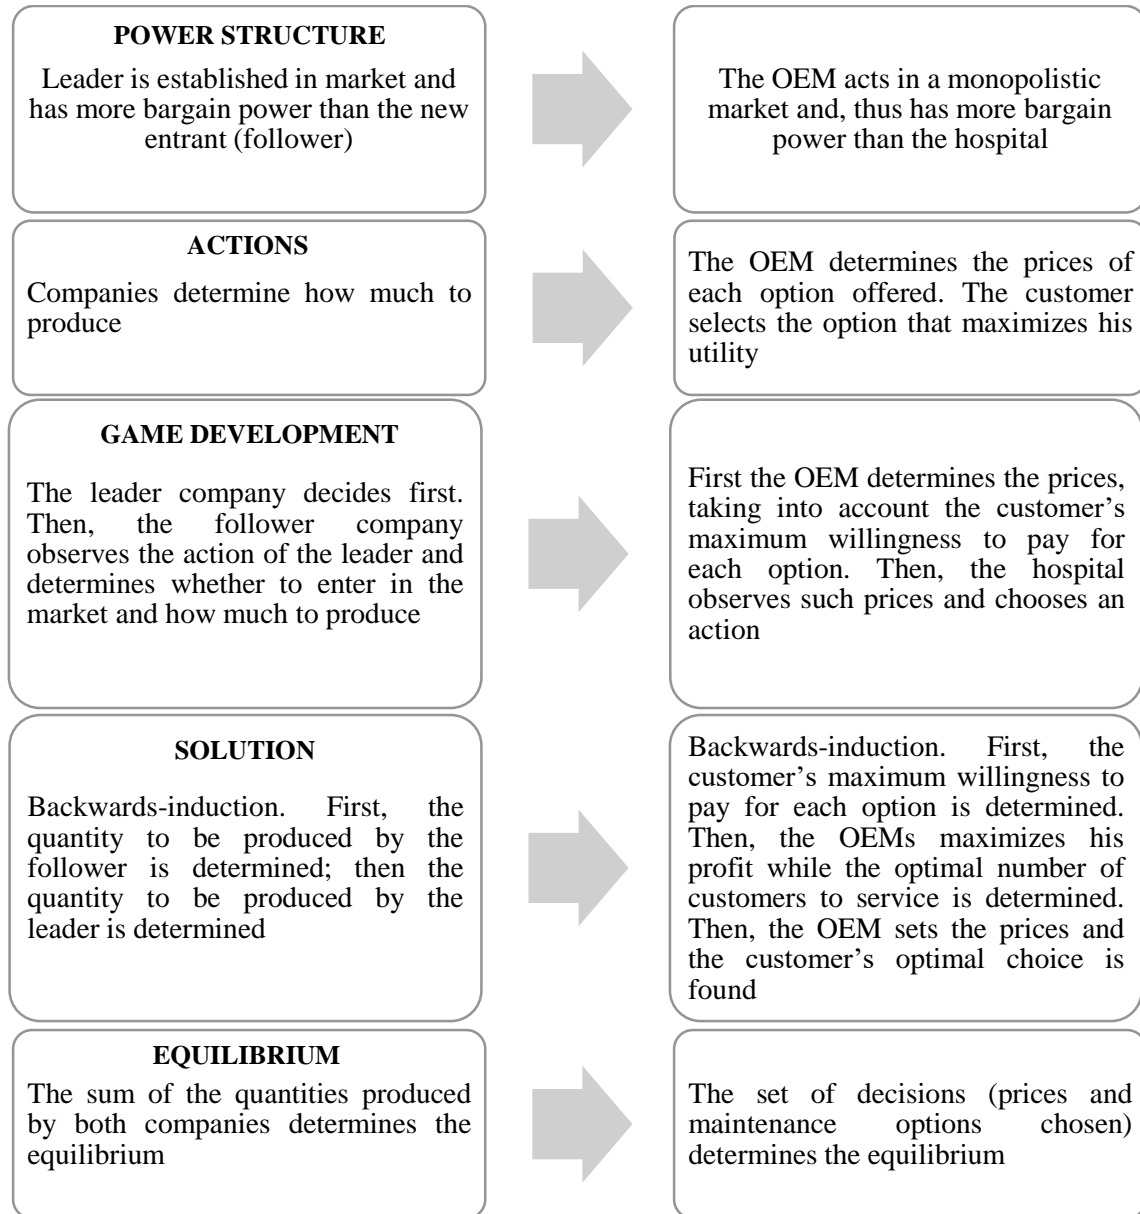 POWER STRUCTURE
Leader is established in market and
has more bargain power than the new
entrant (follower)
The OEM acts in a monopolistic
market and, thus has more bargain
power than the hospital
ACTIONS
Companies determine how much to
produce
The OEM determines the prices of
each option offered. The customer
selects the option that maximizes his
utility
GAME DEVELOPMENT
The leader company decides first.
Then, the follower company
observes the action of the leader and
determines whether to enter in the
market and how much to produce
First the OEM determines the prices,
taking into account the customer’s
maximum willingness to pay for
each option. Then, the hospital
observes such prices and chooses an
action
SOLUTION
Backwards-induction. First, the
quantity to be produced by the
follower is determined; then the
quantity to be produced by the
leader is determined
Backwards-induction. First, the
customer’s maximum willingness to
pay for each option is determined.
Then, the OEMs maximizes his
profit while the optimal number of
customers to service is determined.
Then, the OEM sets the prices and
the customer’s optimal choice is
found
EQUILIBRIUM
The sum of the quantities produced
by both companies determines the
equilibrium
The set of decisions (prices and
maintenance options chosen)
determines the equilibrium